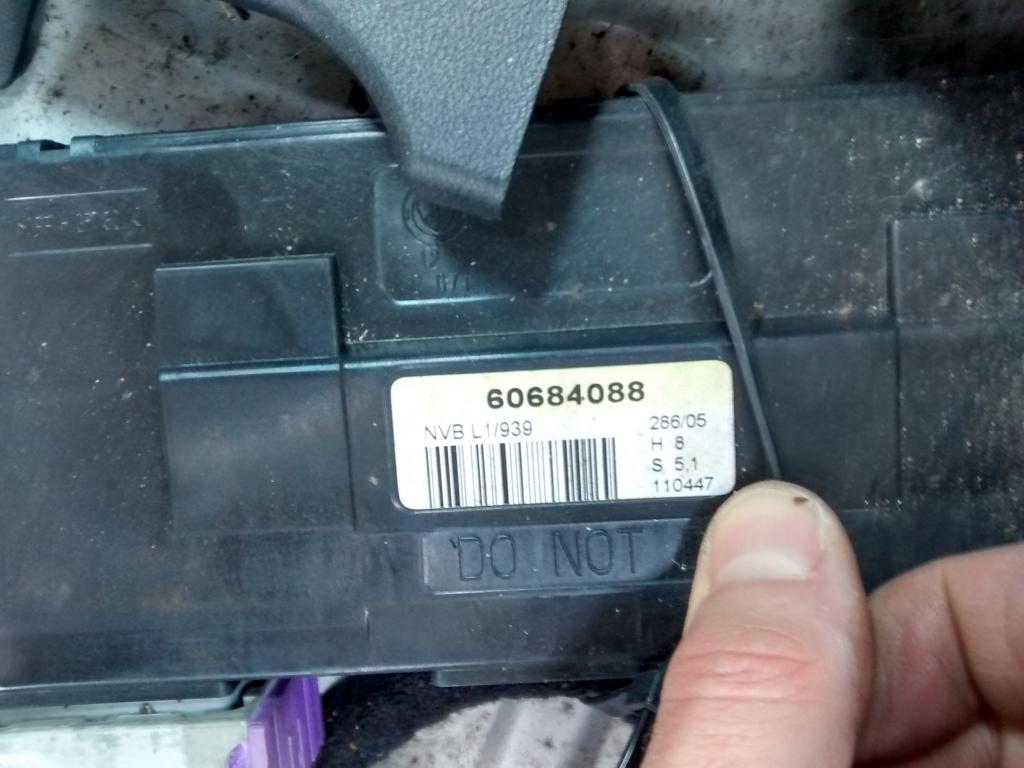 60684088
NVB L1/939
286/05
H 8
S 5,1
110447
DO NOT